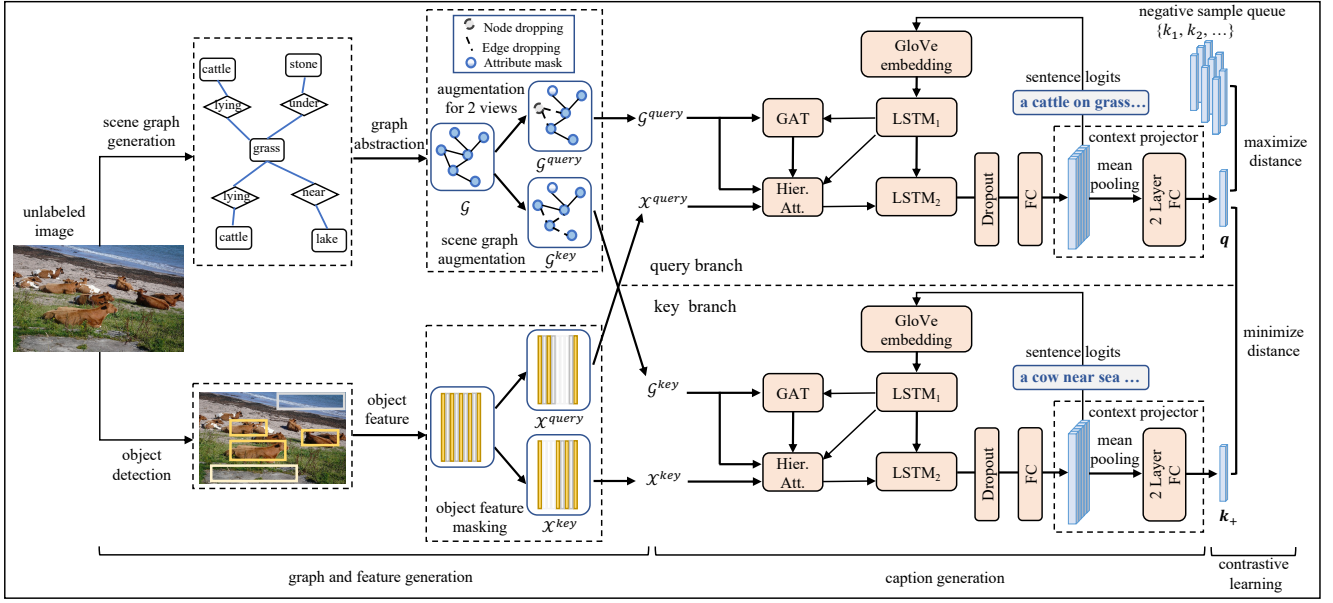 unlabeled
image
scene graph
generation
object
detection
cattle
stone
lying
under
grass
lying
near
cattle
lake
graph
abstraction
object
feature
Node dropping
Edge dropping
Attribute mask
augmentation
for 2 views
𝒢
𝒢^query
𝒢^key
scene graph
augmentation
𝒳^query
object feature
masking
𝒳^key
𝒢^query
𝒳^query
query branch
key branch
𝒢^key
𝒳^key
GloVe
embedding
GAT
LSTM₁
Hier.
Att.
LSTM₂
Dropout
FC
sentence logits
a cattle on grass…
context projector
mean
pooling
2 Layer
FC
negative sample queue
{k₁, k₂, …}
q
maximize
distance
GloVe
embedding
GAT
LSTM₁
Hier.
Att.
LSTM₂
Dropout
FC
sentence logits
a cow near sea …
context projector
mean
pooling
2 Layer
FC
k₊
minimize
distance
graph and feature generation
caption generation
contrastive
learning